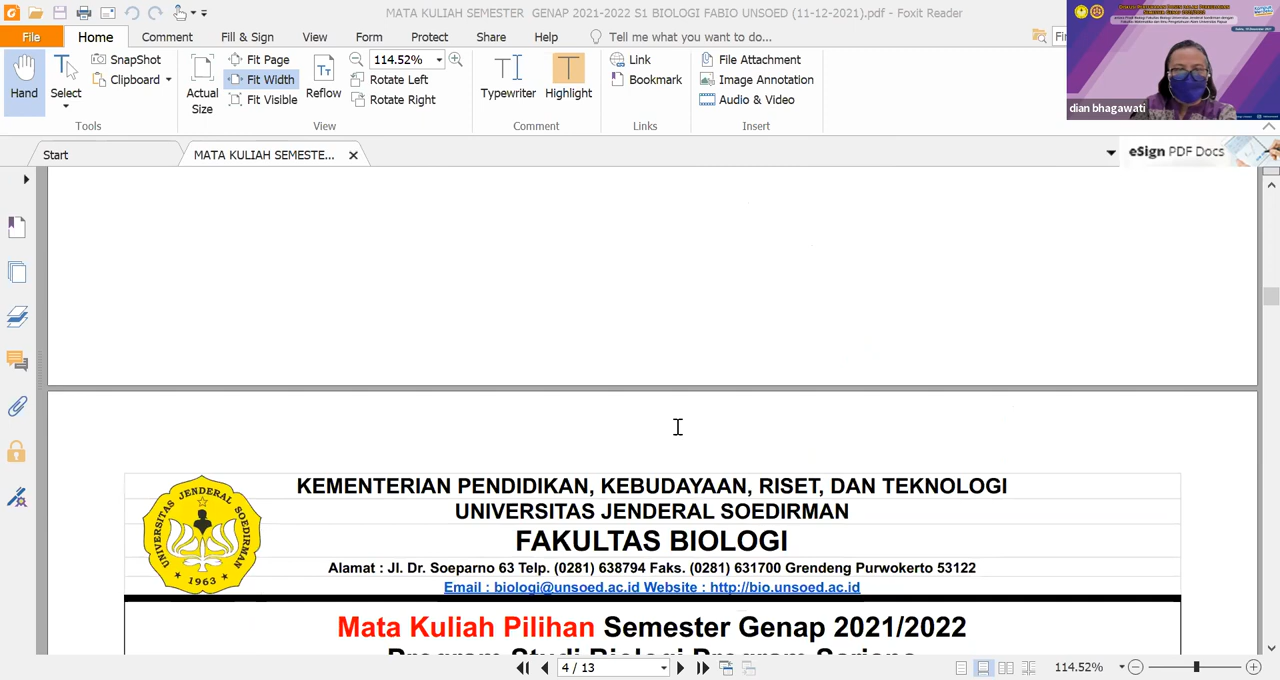 MATA KULIAH SEMESTER GENAP 2021-2022 S1 BIOLOGI FABIO UNSOED (11-12-2021).pdf - Foxit Reader
File Home Comment Fill & Sign View Form Protect Share Help Tell me what you want to do...
Hand
Select
SnapShot
Clipboard
Tools
Actual Size
Fit Page
Fit Width
Fit Visible
Reflow
114.52%
Rotate Left
Rotate Right
View
Typewriter
Highlight
Comment
Link
Bookmark
Links
File Attachment
Image Annotation
Audio & Video
Insert
dian bhagawati
Start
MATA KULIAH SEMESTE...
eSign PDF Docs
KEMENTERIAN PENDIDIKAN, KEBUDAYAAN, RISET, DAN TEKNOLOGI
UNIVERSITAS JENDERAL SOEDIRMAN
FAKULTAS BIOLOGI
Alamat : Jl. Dr. Soeparno 63 Telp. (0281) 638794 Faks. (0281) 631700 Grendeng Purwokerto 53122
Email : biologi@unsoed.ac.id Website : http://bio.unsoed.ac.id
UNIVERSITAS JENDERAL SOEDIRMAN
1963
Mata Kuliah Pilihan Semester Genap 2021/2022
Program Studi Biologi Program Sarjana
4 / 13
114.52%